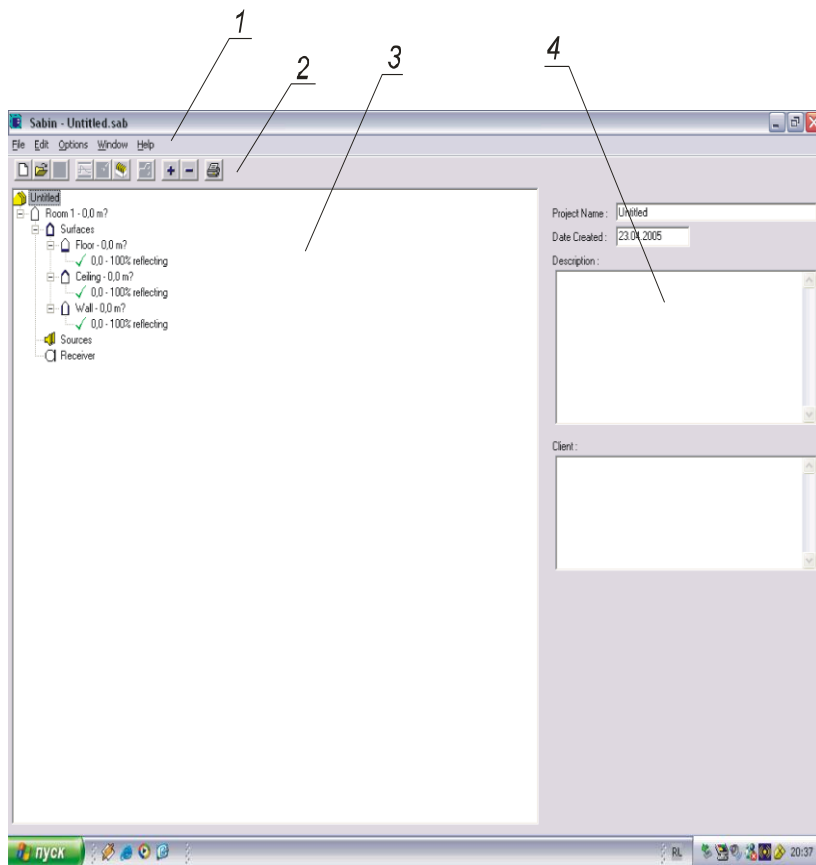 1
2
3
4
Sabin - Untitled.sab
File Edit Options Window Help
Untitled
Room 1 - 0,0 m?
Surfaces
Floor - 0,0 m?
0,0 - 100% reflecting
Ceiling - 0,0 m?
0,0 - 100% reflecting
Wall - 0,0 m?
0,0 - 100% reflecting
Sources
Receiver
Project Name : Untitled
Date Created : 23.04.2005
Description :
Client :
пуск
RL
20:37